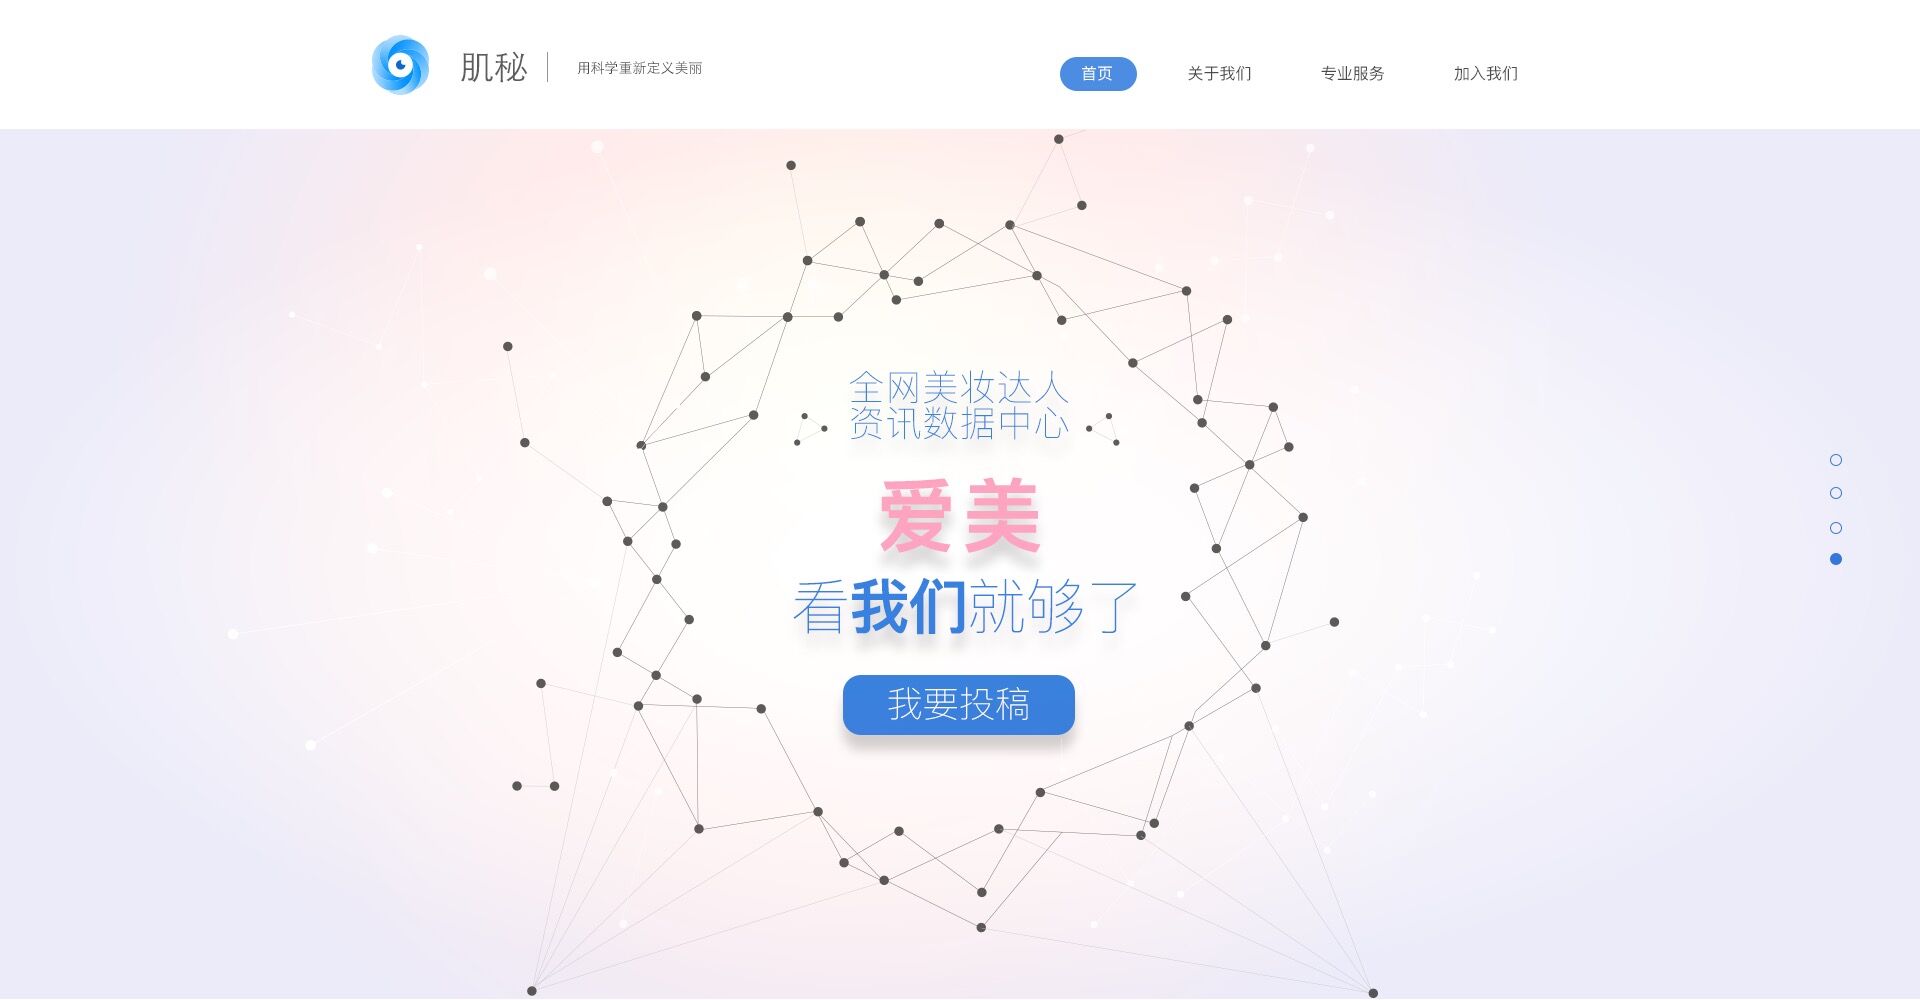 肌秘
用科学重新定义美丽
首页
关于我们
专业服务
加入我们
全网美妆达人
资讯数据中心
爱美
看我们就够了
我要投稿